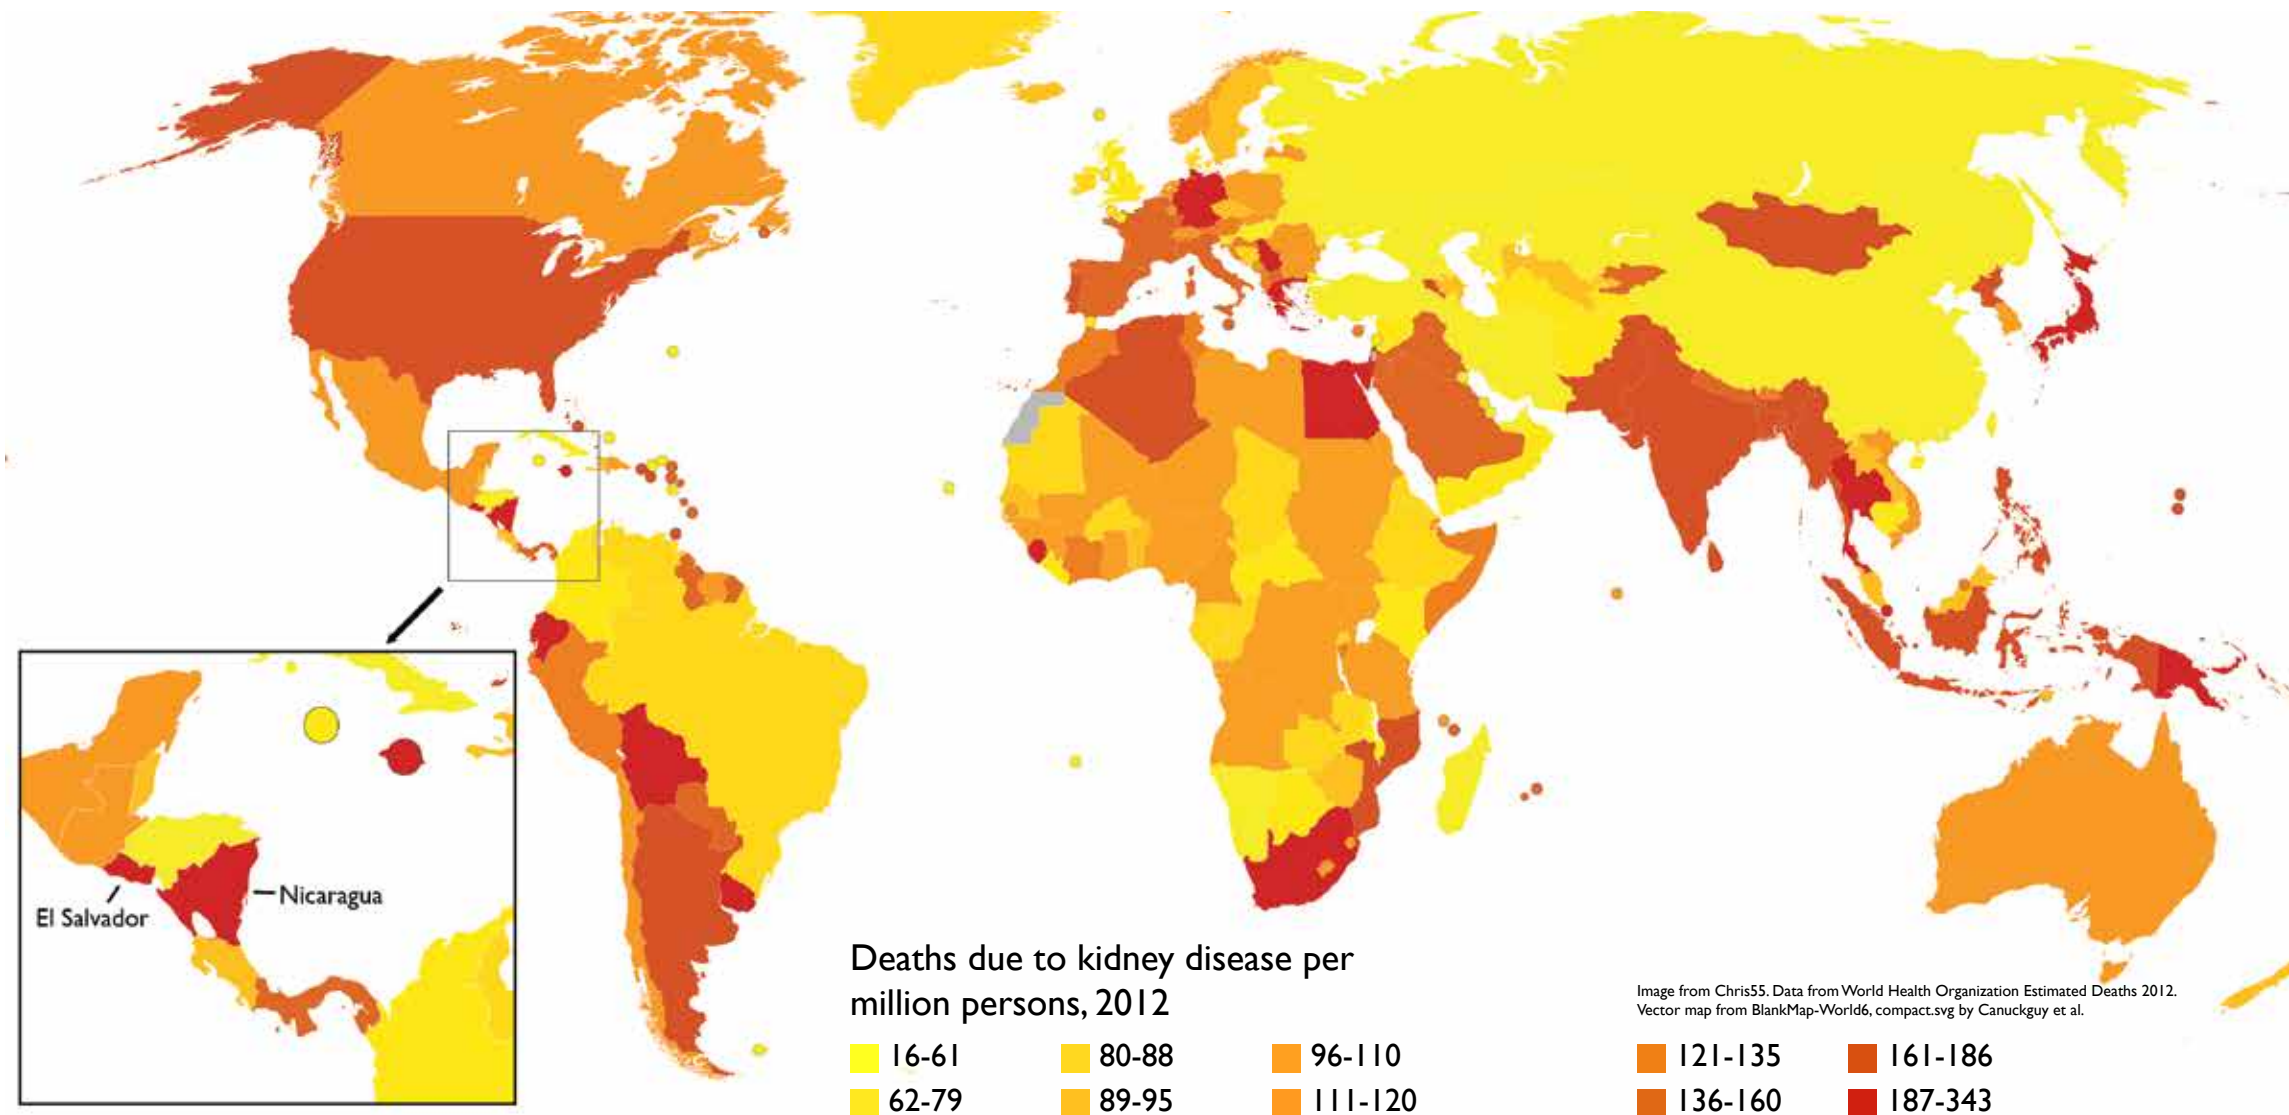 El Salvador
Nicaragua
Deaths due to kidney disease per
million persons, 2012
16-61
80-88
96-110
62-79
89-95
111-120
Image from Chris55. Data from World Health Organization Estimated Deaths 2012.
Vector map from BlankMap-World6, compact.svg by Canuckguy et al.
121-135
161-186
136-160
187-343